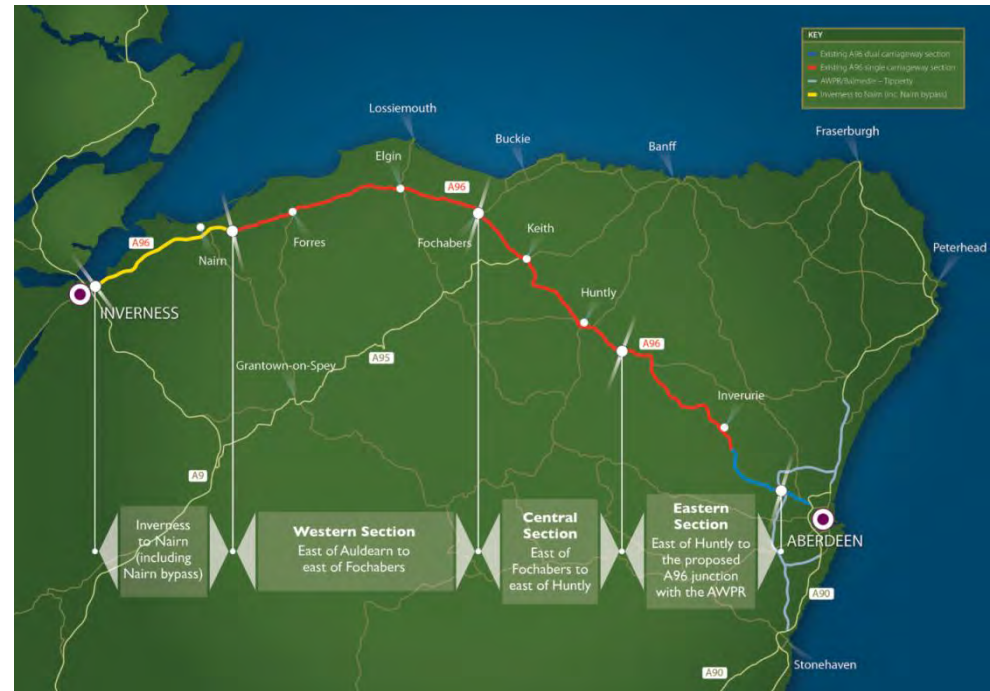 KEY
Existing A96 dual carriageway section
Existing A96 single carriageway section
AWPR/Balmedie – Tipperty
Inverness to Nairn (inc. Nairn bypass)
Lossiemouth
Fraserburgh
Buckie
Banff
Elgin
A96
Keith
Fochabers
Forres
A96
Nairn
Peterhead
Huntly
INVERNESS
A96
A95
Grantown-on-Spey
Inverurie
A9
Inverness
to Nairn
(including
Nairn bypass)
Western Section
East of Auldearn to
east of Fochabers
Central
Section
East of
Fochabers to
east of Huntly
Eastern
Section
East of Huntly to
the proposed
A96 junction
with the AWPR
ABERDEEN
A90
Stonehaven
A90